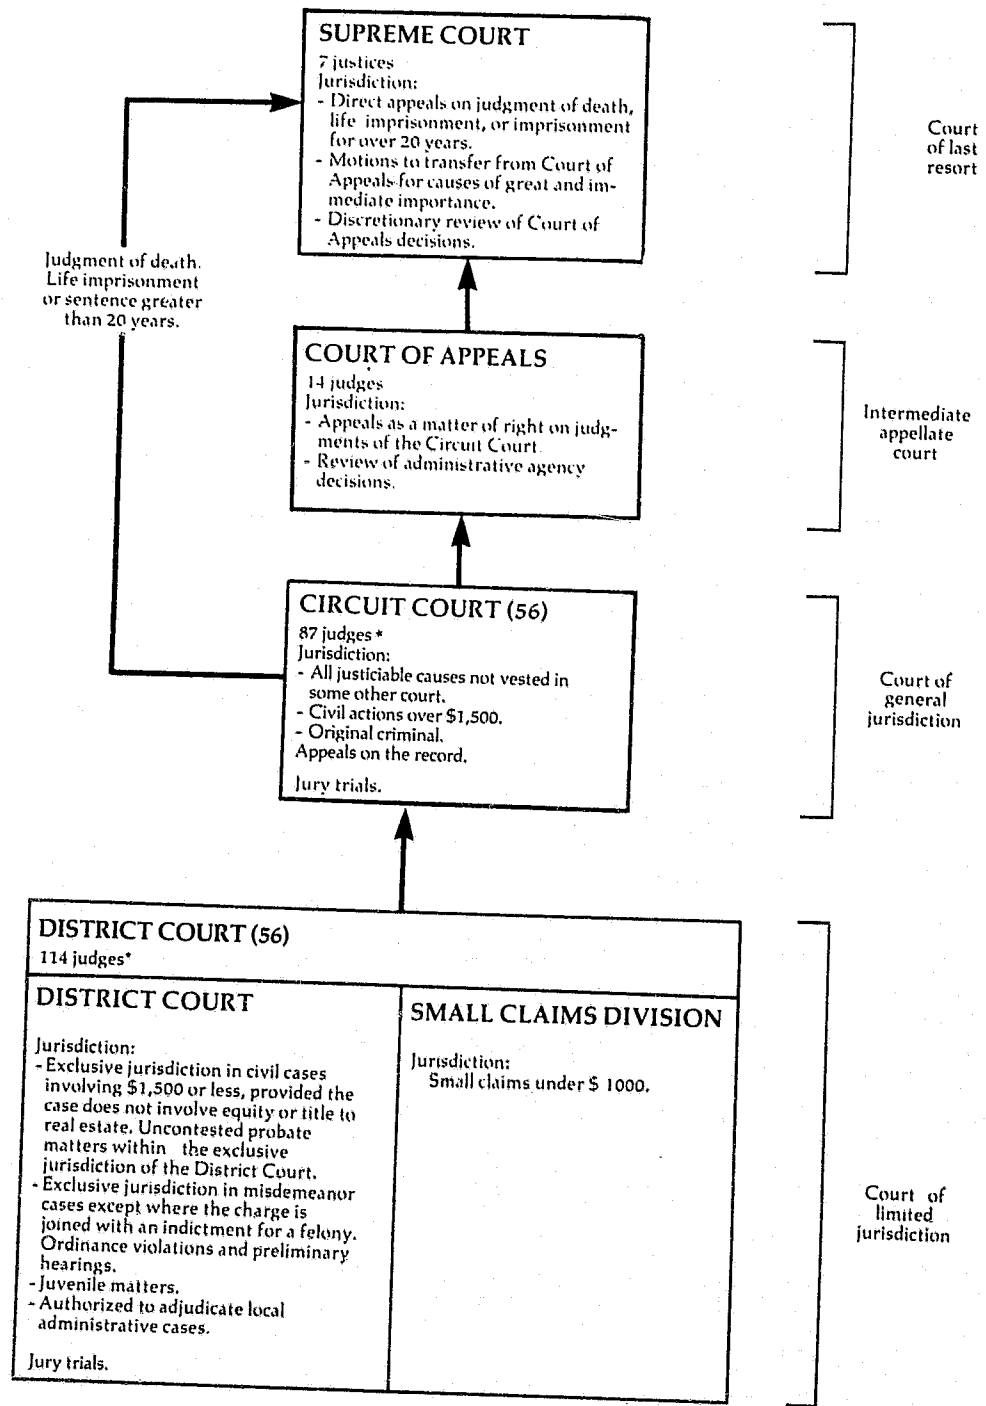 SUPREME COURT
7 justices
Jurisdiction:
- Direct appeals on judgment of death,
life imprisonment, or imprisonment
for over 20 years.
- Motions to transfer from Court of
Appeals for causes of great and im-
mediate importance.
- Discretionary review of Court of
Appeals decisions.
Court
of last
resort
Judgment of death.
Life imprisonment
or sentence greater
than 20 years.
COURT OF APPEALS
14 judges
Jurisdiction:
- Appeals as a matter of right on judg-
ments of the Circuit Court.
- Review of administrative agency
decisions.
Intermediate
appellate
court
CIRCUIT COURT (56)
87 judges *
Jurisdiction:
- All justiciable causes not vested in
some other court.
- Civil actions over $1,500.
- Original criminal.
Appeals on the record.
Jury trials.
Court of
general
jurisdiction
DISTRICT COURT (56)
114 judges*
DISTRICT COURT
Jurisdiction:
- Exclusive jurisdiction in civil cases
involving $1,500 or less, provided the
case does not involve equity or title to
real estate. Uncontested probate
matters within the exclusive
jurisdiction of the District Court.
- Exclusive jurisdiction in misdemeanor
cases except where the charge is
joined with an indictment for a felony.
Ordinance violations and preliminary
hearings.
- Juvenile matters.
- Authorized to adjudicate local
administrative cases.
Jury trials.
SMALL CLAIMS DIVISION
Jurisdiction:
Small claims under $ 1000.
Court of
limited
jurisdiction